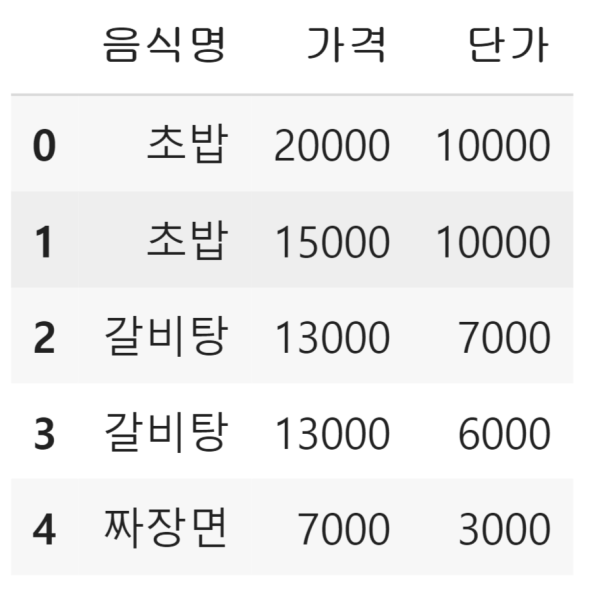 음식명 가격 단가
0 초밥 20000 10000
1 초밥 15000 10000
2 갈비탕 13000 7000
3 갈비탕 13000 6000
4 짜장면 7000 3000